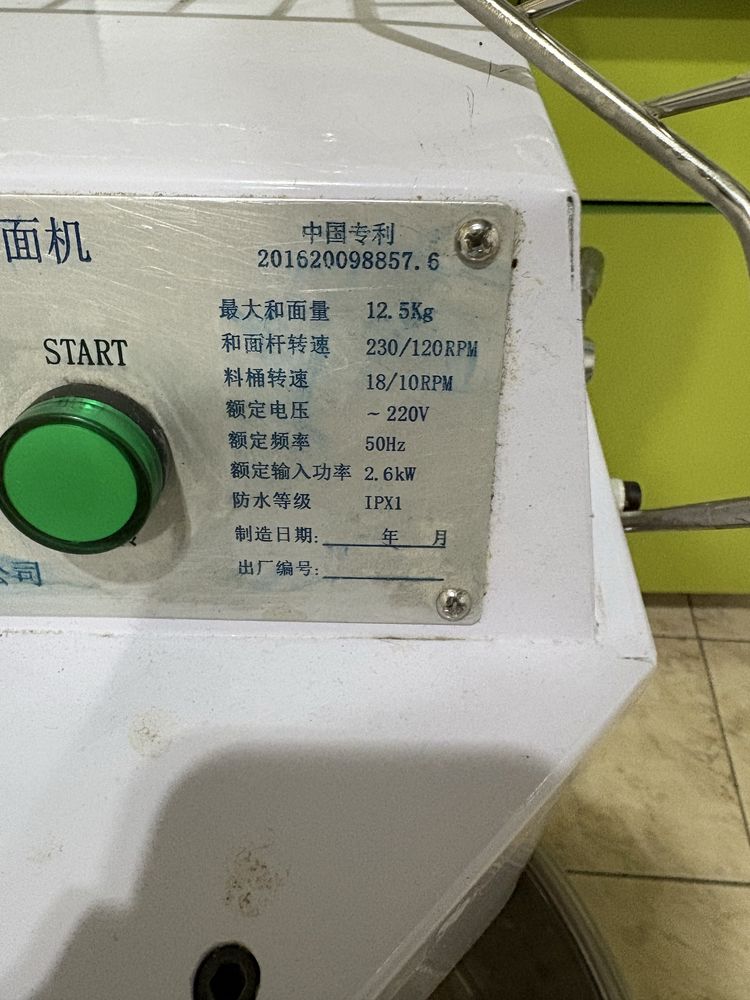 面机
中国专利
201620098857.6
START
最大和面量 12.5Kg
和面杆转速 230/120RPM
料桶转速 18/10RPM
额定电压 ~220V
额定频率 50Hz
额定输入功率 2.6kW
防水等级 IPX1
制造日期: 年 月
出厂编号:
公司